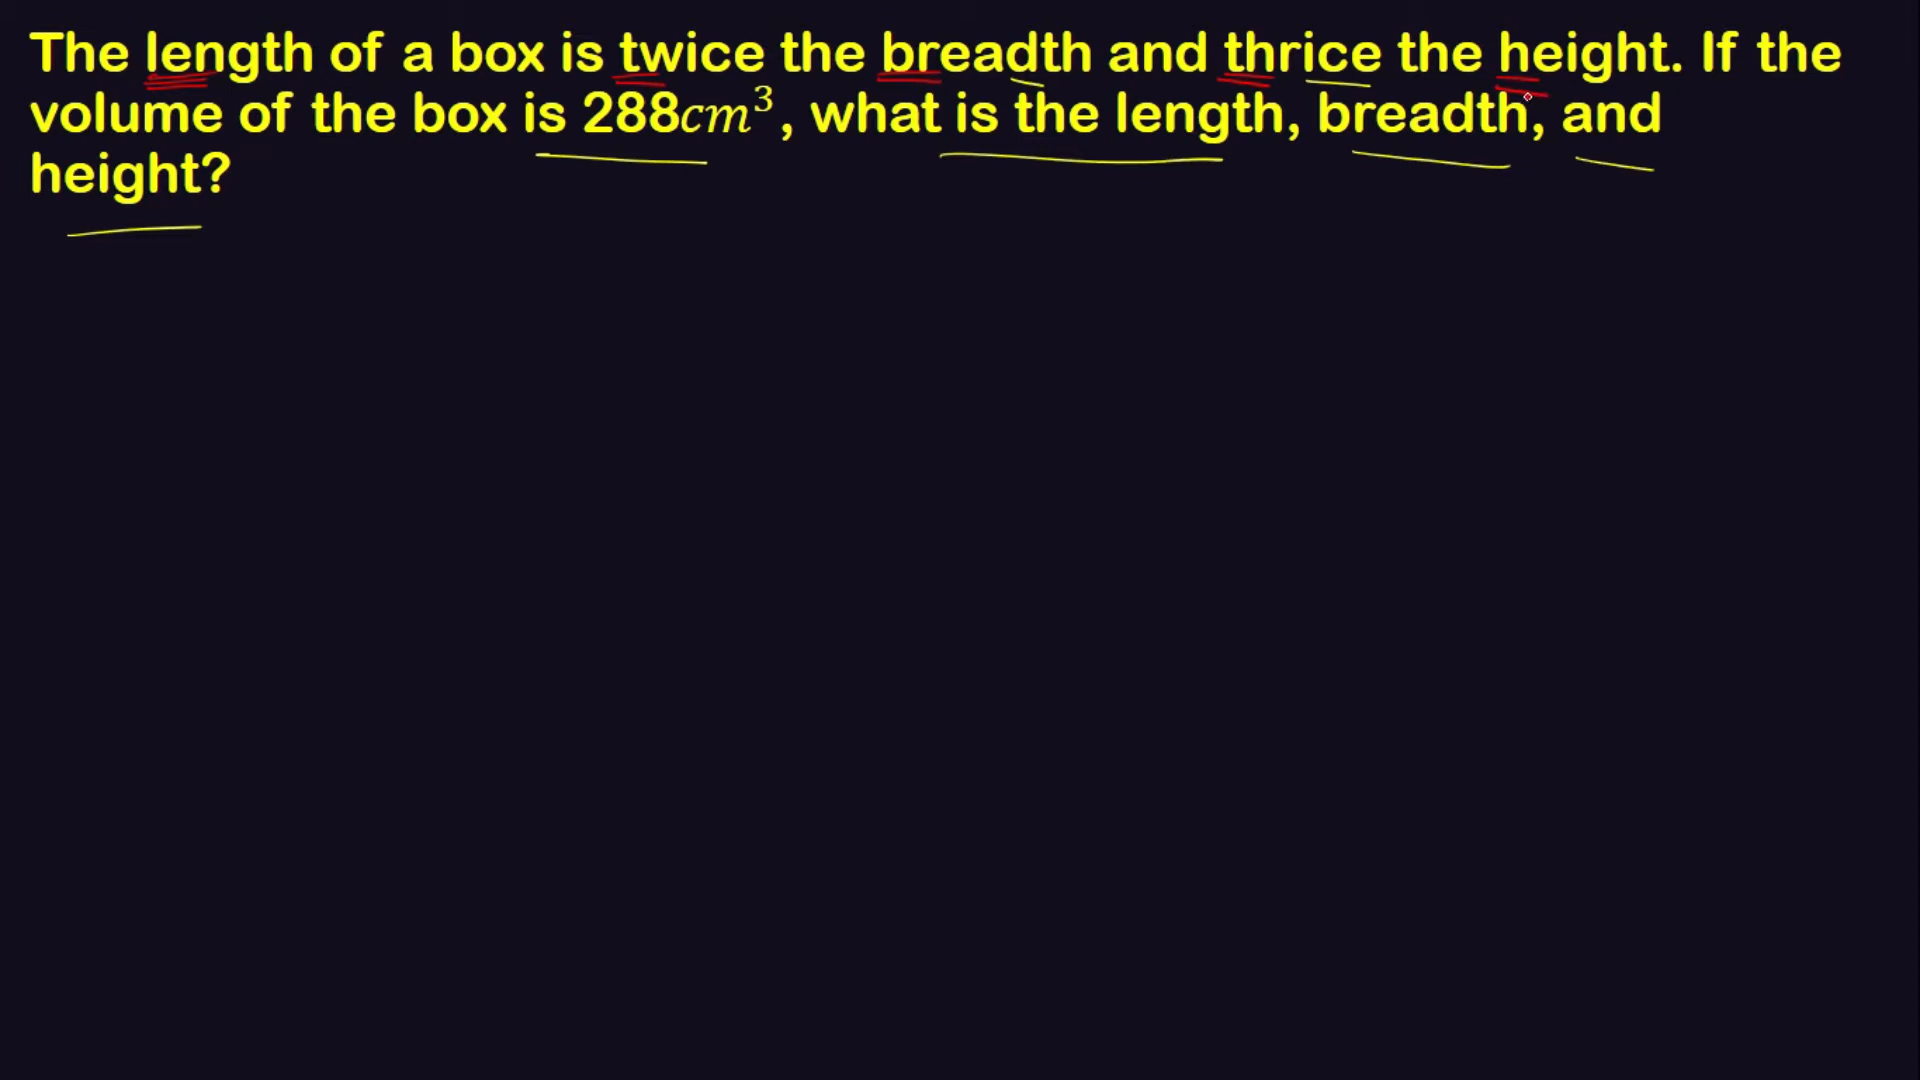 The length of a box is twice the breadth and thrice the height. If the
volume of the box is 288cm³, what is the length, breadth, and
height?